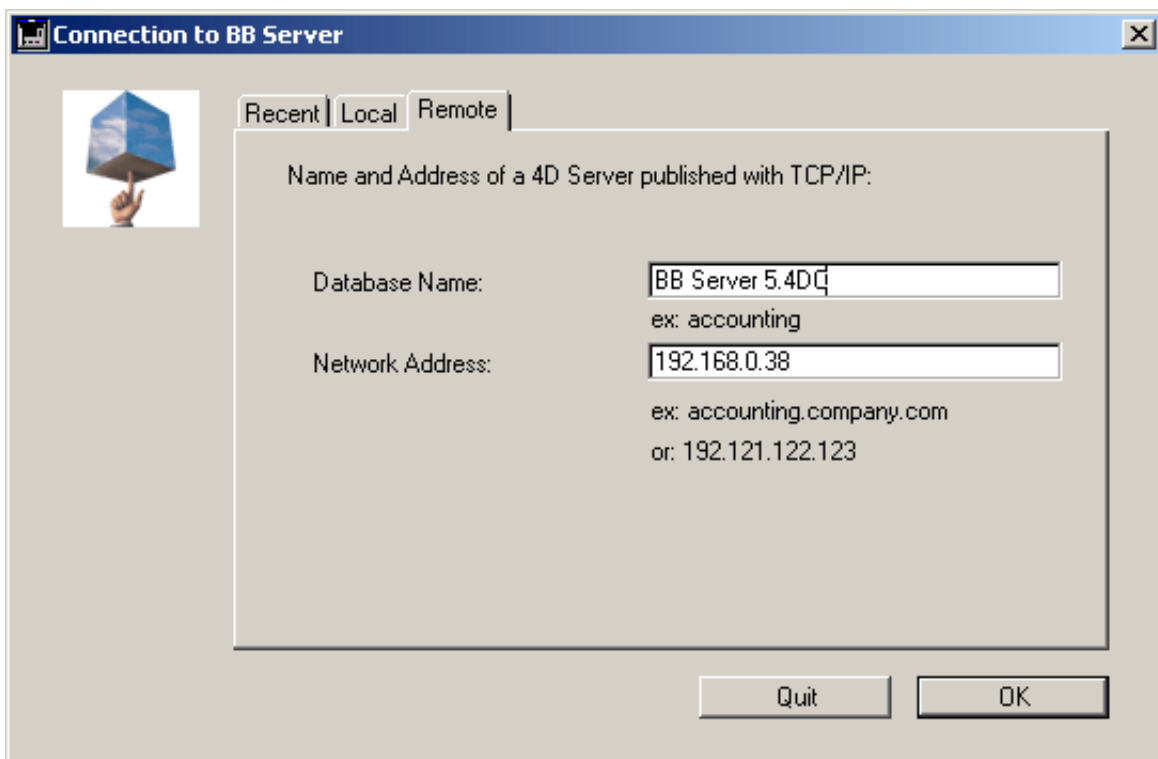 Connection to BB Server
Recent Local Remote
Name and Address of a 4D Server published with TCP/IP:
Database Name: BB Server 5.4DC
ex: accounting
Network Address: 192.168.0.38
ex: accounting.company.com
or: 192.121.122.123
Quit OK